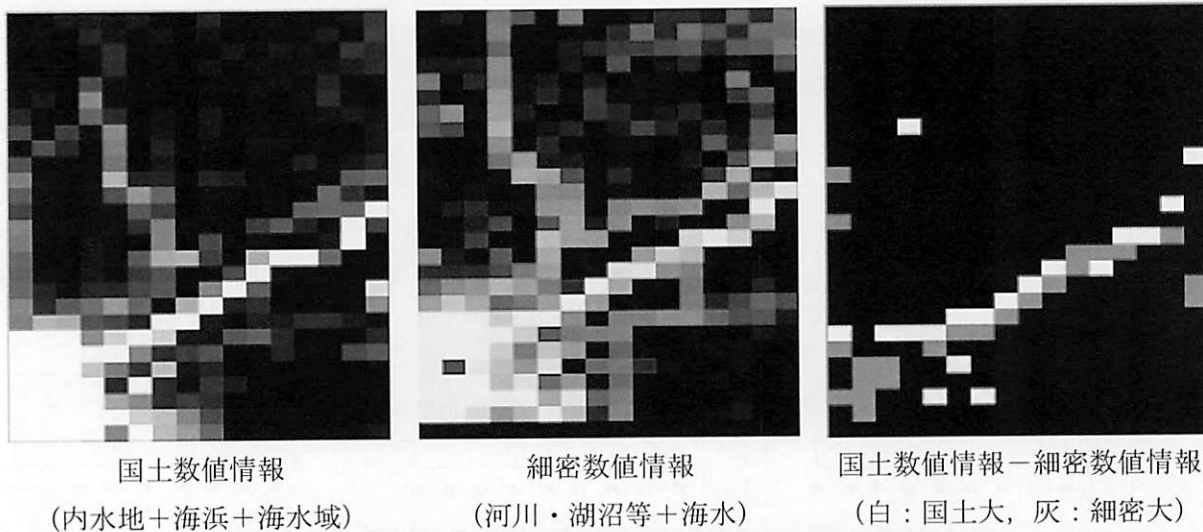 国土数値情報
(内水地＋海浜＋海水域)
細密数値情報
(河川・湖沼等＋海水)
国土数値情報－細密数値情報
(白：国土大，灰：細密大)